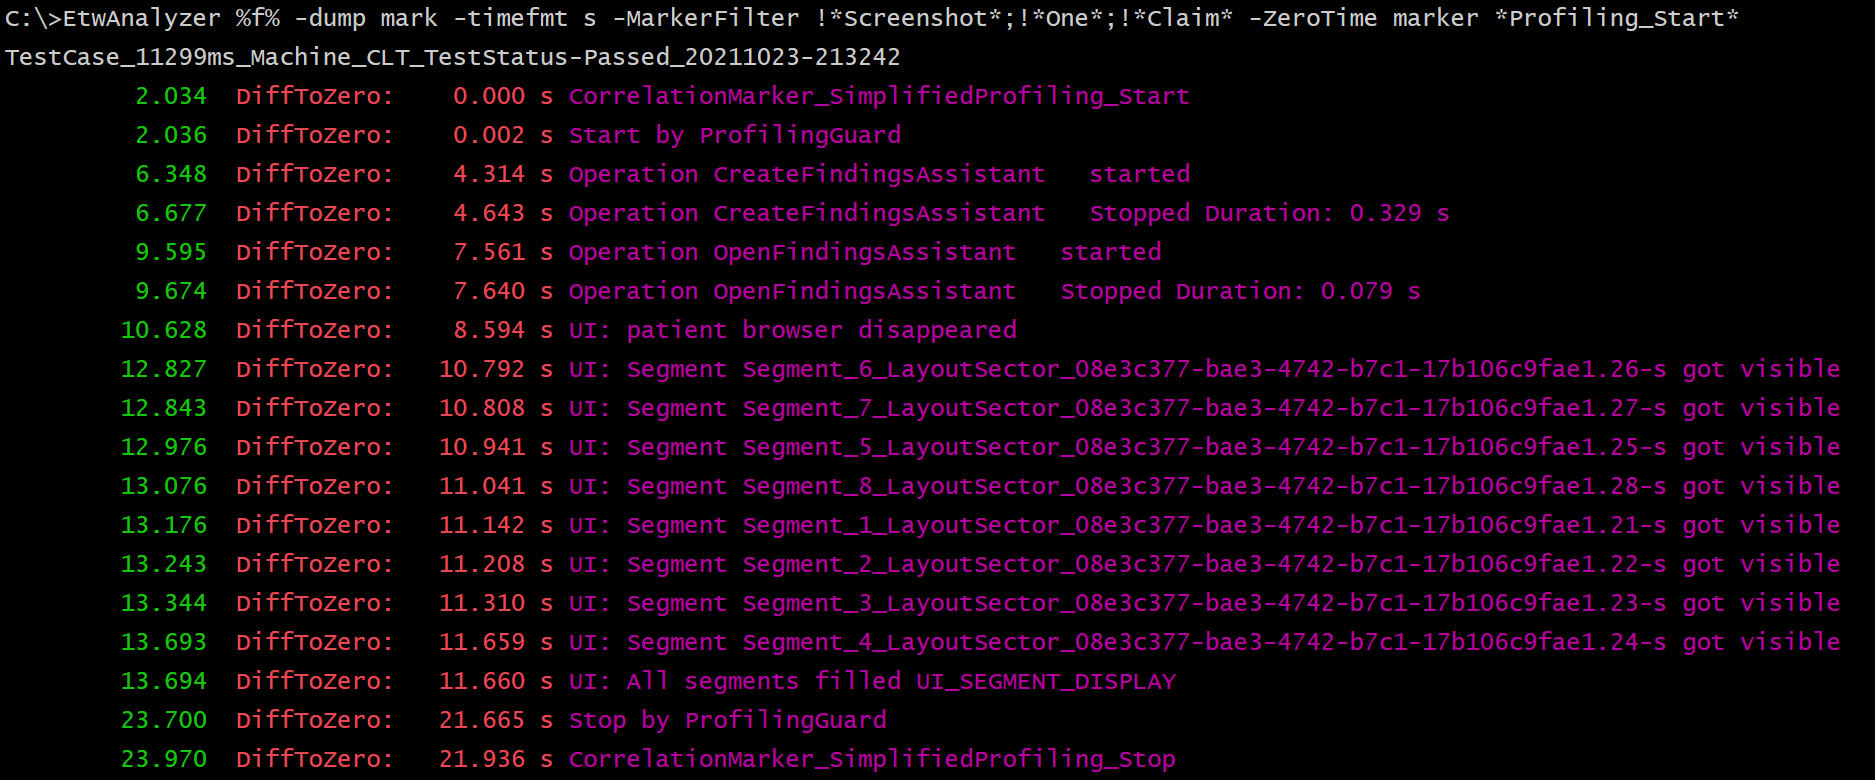 C:\>EtwAnalyzer %f% -dump mark -timefmt s -MarkerFilter !*Screenshot*;!*One*;!*Claim* -ZeroTime marker *Profiling_Start*
TestCase_11299ms_Machine_CLT_TestStatus-Passed_20211023-213242
2.034 DiffToZero: 0.000 s CorrelationMarker_SimplifiedProfiling_Start
2.036 DiffToZero: 0.002 s Start by ProfilingGuard
6.348 DiffToZero: 4.314 s Operation CreateFindingsAssistant started
6.677 DiffToZero: 4.643 s Operation CreateFindingsAssistant Stopped Duration: 0.329 s
9.595 DiffToZero: 7.561 s Operation OpenFindingsAssistant started
9.674 DiffToZero: 7.640 s Operation OpenFindingsAssistant Stopped Duration: 0.079 s
10.628 DiffToZero: 8.594 s UI: patient browser disappeared
12.827 DiffToZero: 10.792 s UI: Segment Segment_6_LayoutSector_08e3c377-bae3-4742-b7c1-17b106c9fae1.26-s got visible
12.843 DiffToZero: 10.808 s UI: Segment Segment_7_LayoutSector_08e3c377-bae3-4742-b7c1-17b106c9fae1.27-s got visible
12.976 DiffToZero: 10.941 s UI: Segment Segment_5_LayoutSector_08e3c377-bae3-4742-b7c1-17b106c9fae1.25-s got visible
13.076 DiffToZero: 11.041 s UI: Segment Segment_8_LayoutSector_08e3c377-bae3-4742-b7c1-17b106c9fae1.28-s got visible
13.176 DiffToZero: 11.142 s UI: Segment Segment_1_LayoutSector_08e3c377-bae3-4742-b7c1-17b106c9fae1.21-s got visible
13.243 DiffToZero: 11.208 s UI: Segment Segment_2_LayoutSector_08e3c377-bae3-4742-b7c1-17b106c9fae1.22-s got visible
13.344 DiffToZero: 11.310 s UI: Segment Segment_3_LayoutSector_08e3c377-bae3-4742-b7c1-17b106c9fae1.23-s got visible
13.693 DiffToZero: 11.659 s UI: Segment Segment_4_LayoutSector_08e3c377-bae3-4742-b7c1-17b106c9fae1.24-s got visible
13.694 DiffToZero: 11.660 s UI: All segments filled UI_SEGMENT_DISPLAY
23.700 DiffToZero: 21.665 s Stop by ProfilingGuard
23.970 DiffToZero: 21.936 s CorrelationMarker_SimplifiedProfiling_Stop